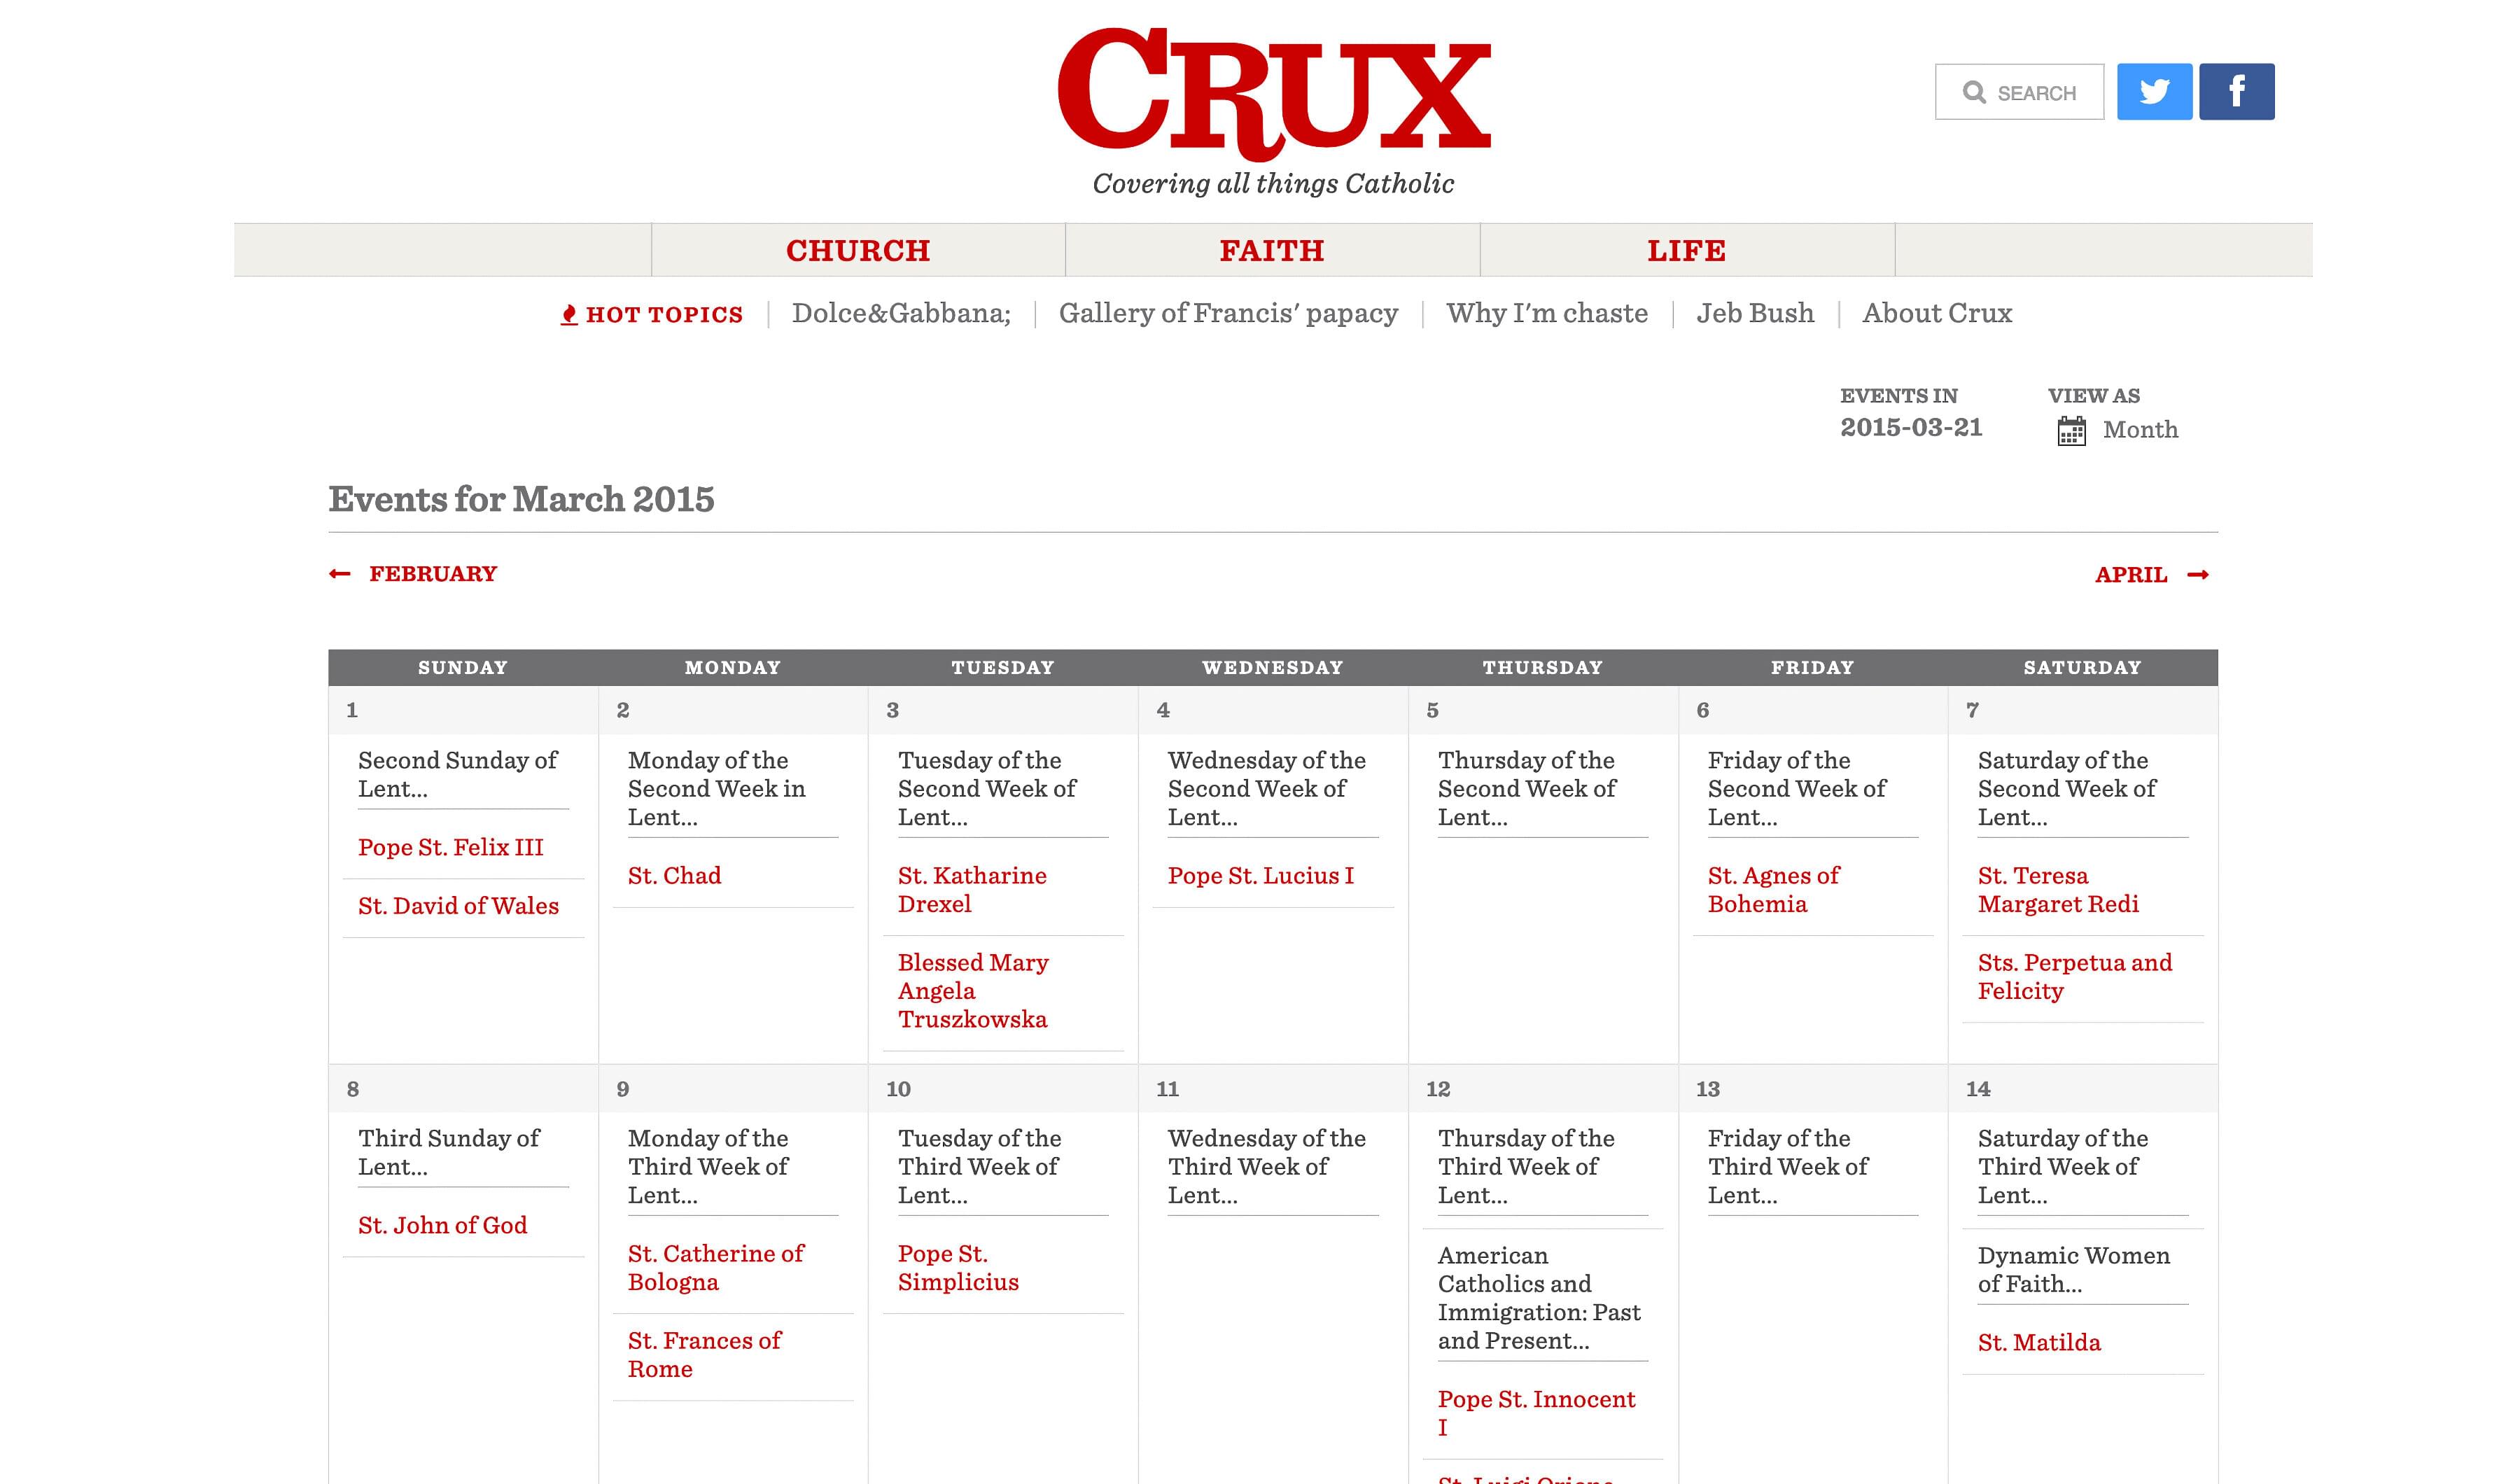 CRUX
Covering all things Catholic
SEARCH
CHURCH
FAITH
LIFE
HOT TOPICS
Dolce&Gabbana;
Gallery of Francis' papacy
Why I'm chaste
Jeb Bush
About Crux
EVENTS IN
2015-03-21
VIEW AS
Month
Events for March 2015
FEBRUARY
APRIL
SUNDAY
MONDAY
TUESDAY
WEDNESDAY
THURSDAY
FRIDAY
SATURDAY
1
Second Sunday of
Lent...
Pope St. Felix III
St. David of Wales
2
Monday of the
Second Week in
Lent...
St. Chad
3
Tuesday of the
Second Week of
Lent...
St. Katharine
Drexel
Blessed Mary
Angela
Truszkowska
4
Wednesday of the
Second Week of
Lent...
Pope St. Lucius I
5
Thursday of the
Second Week of
Lent...
6
Friday of the
Second Week of
Lent...
St. Agnes of
Bohemia
7
Saturday of the
Second Week of
Lent...
St. Teresa
Margaret Redi
Sts. Perpetua and
Felicity
8
Third Sunday of
Lent...
St. John of God
9
Monday of the
Third Week of
Lent...
St. Catherine of
Bologna
St. Frances of
Rome
10
Tuesday of the
Third Week of
Lent...
Pope St.
Simplicius
11
Wednesday of the
Third Week of
Lent...
12
Thursday of the
Third Week of
Lent...
American
Catholics and
Immigration: Past
and Present...
Pope St. Innocent
I
13
Friday of the
Third Week of
Lent...
14
Saturday of the
Third Week of
Lent...
Dynamic Women
of Faith...
St. Matilda